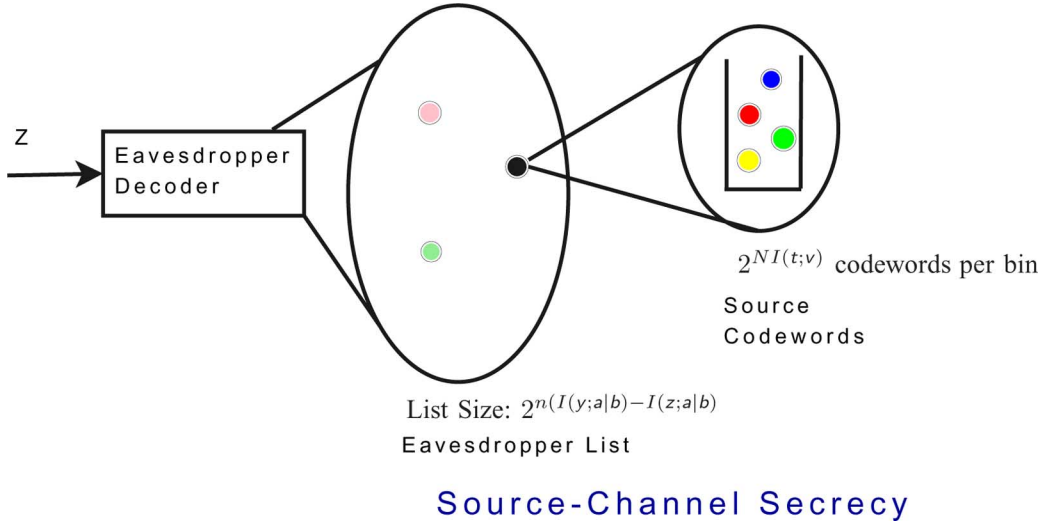 z
Eavesdropper
Decoder
2^{NI(t;v)} codewords per bin
Source
Codewords
List Size: 2^{n(I(y;a|b)−I(z;a|b)}
Eavesdropper List
Source-Channel Secrecy